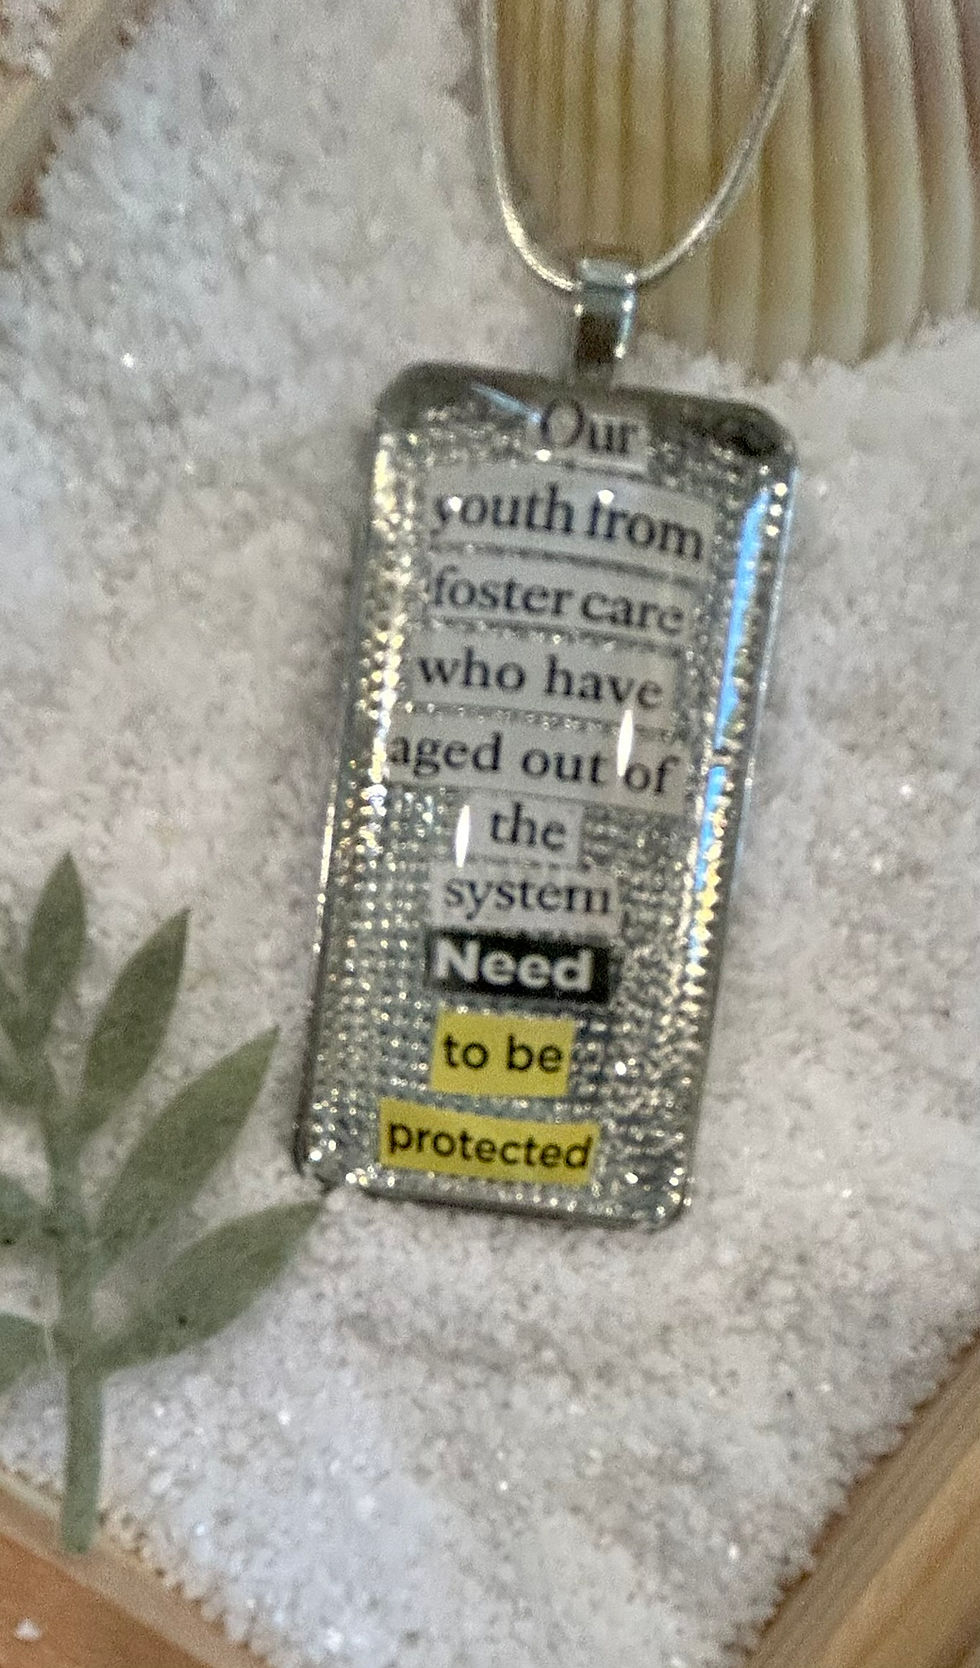 Our
youth from
foster care
who have
aged out of
the
system
Need
to be
protected